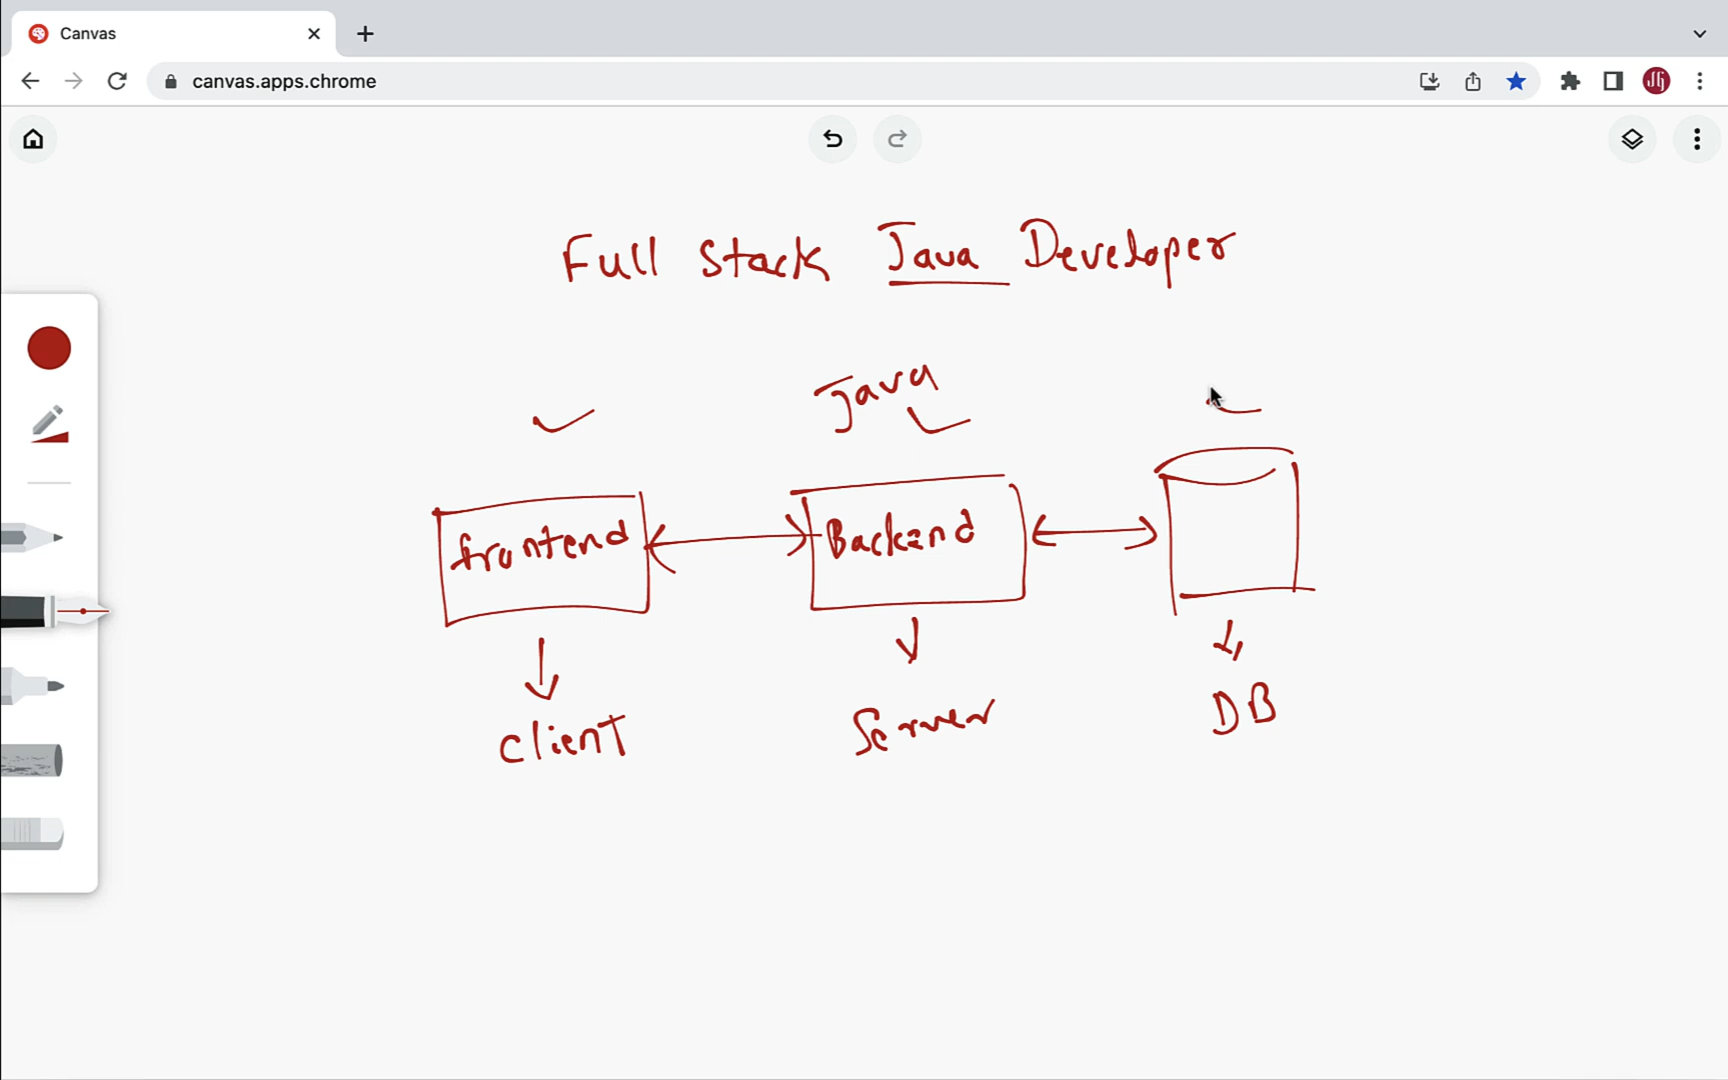 Canvas
canvas.apps.chrome
Full Stack Java Developer
Java
frontend
Backend
client
Server
DB